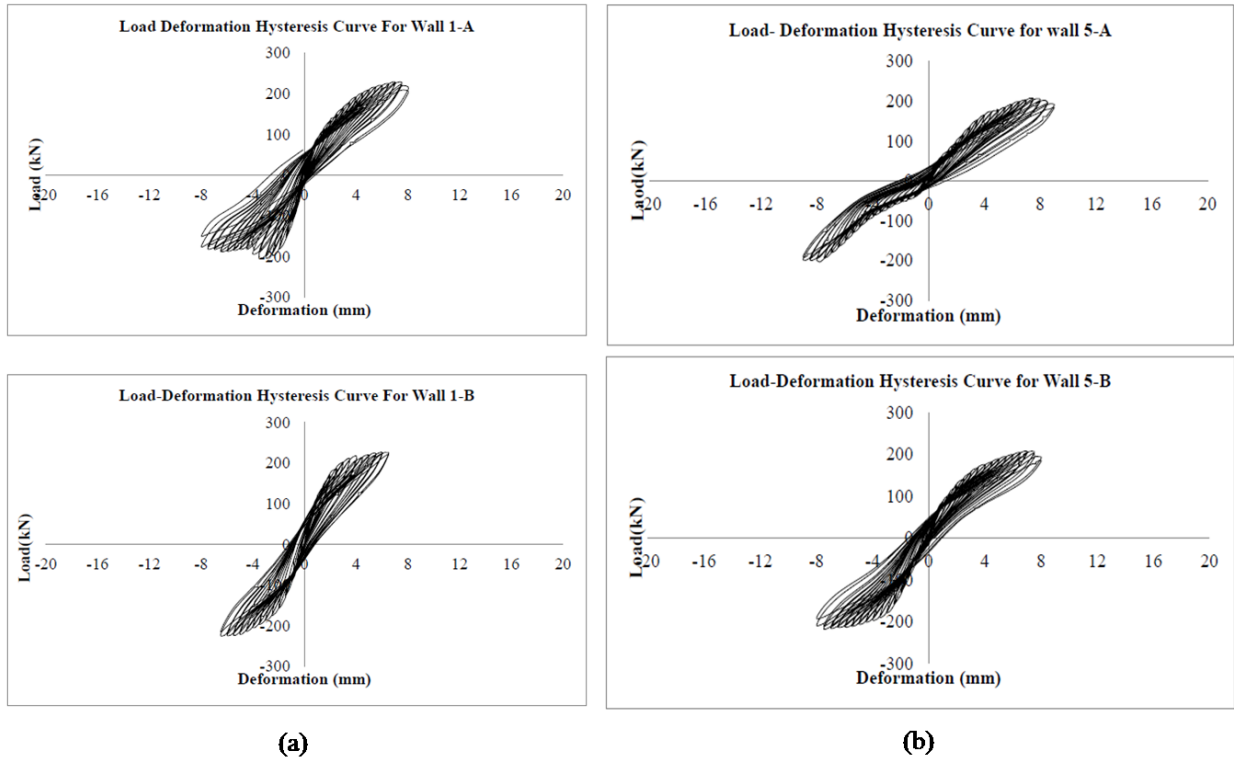 Load Deformation Hysteresis Curve For Wall 1-A
300
200
100
Load (kN)
-20 -16 -12 -8 -4 0 4 8 12 16 20
-200
-300
Deformation (mm)
Load- Deformation Hysteresis Curve for wall 5-A
300
200
100
Laod(kN)
-20 -16 -12 -8 -4 0 4 8 12 16 20
-100
-200
-300
Deformation (mm)
Load-Deformation Hysteresis Curve For Wall 1-B
300
200
100
0
Load(kN)
-20 -16 -12 -8 -4 0 4 8 12 16 20
-200
-300
Deformation (mm)
Load-Deformation Hysteresis Curve for Wall 5-B
300
200
100
0
Load(kN)
-20 -16 -12 -8 -4 0 4 8 12 16 20
-200
-300
Deformation (mm)
(a)
(b)